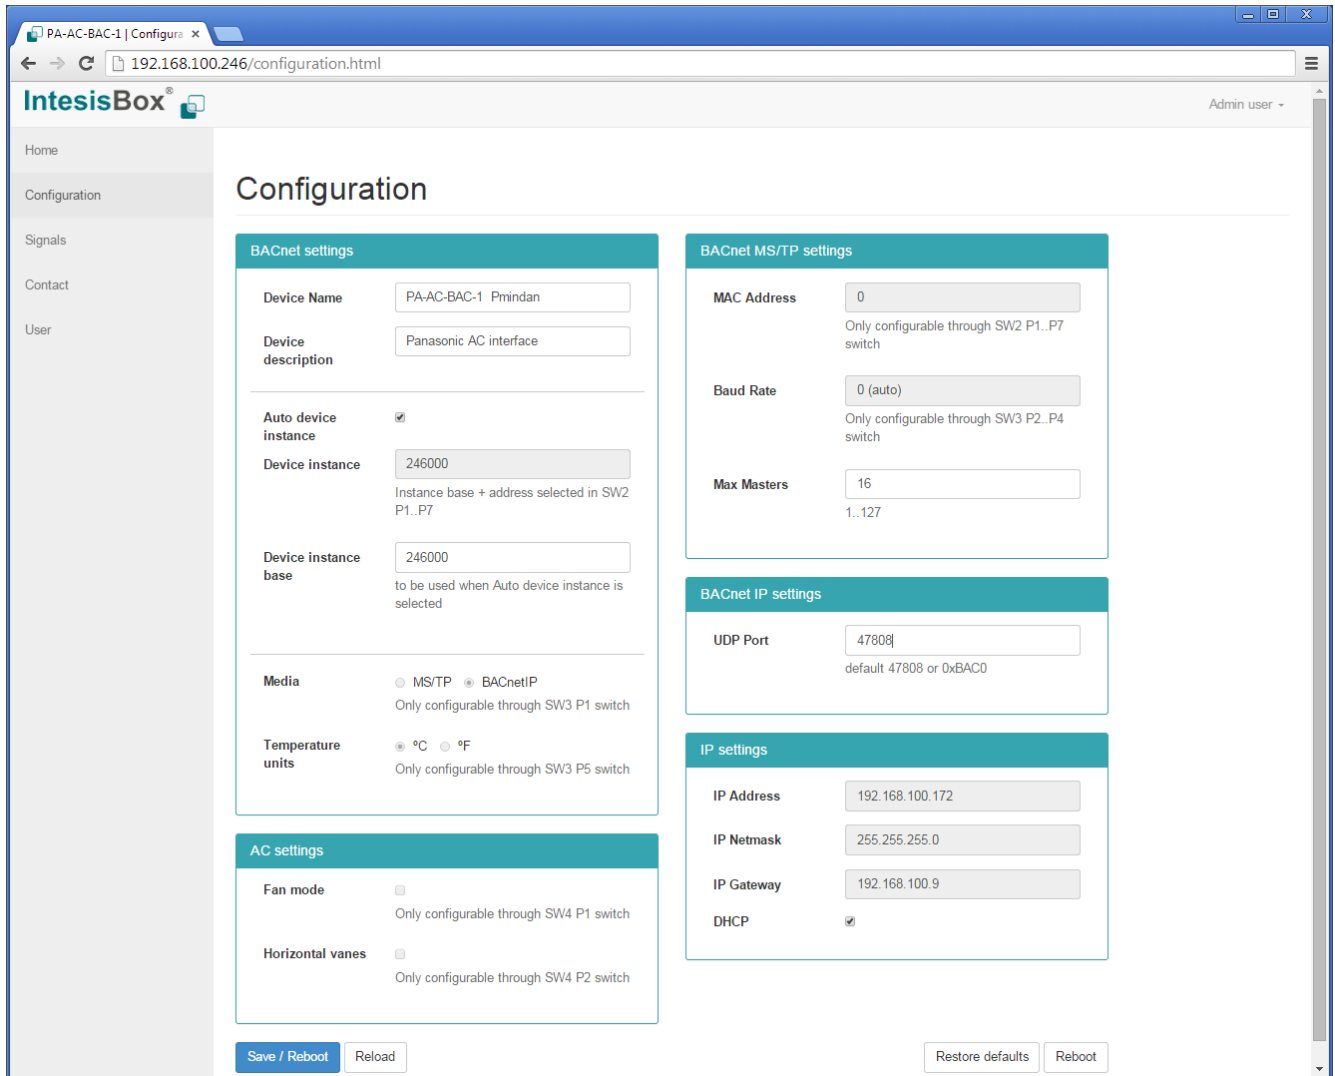 PA-AC-BAC-1 | Configura
192.168.100.246/configuration.html
IntesisBox®
Admin user
Home
Configuration
Signals
Contact
User
Configuration
BACnet settings
Device Name
PA-AC-BAC-1 Pmindan
Device
description
Panasonic AC interface
Auto device
instance
Device instance
246000
Instance base + address selected in SW2
P1..P7
Device instance
base
246000
to be used when Auto device instance is
selected
Media
MS/TP
BACnetIP
Only configurable through SW3 P1 switch
Temperature
units
ºC
ºF
Only configurable through SW3 P5 switch
AC settings
Fan mode
Only configurable through SW4 P1 switch
Horizontal vanes
Only configurable through SW4 P2 switch
BACnet MS/TP settings
MAC Address
0
Only configurable through SW2 P1..P7
switch
Baud Rate
0 (auto)
Only configurable through SW3 P2..P4
switch
Max Masters
16
1..127
BACnet IP settings
UDP Port
47808
default 47808 or 0xBAC0
IP settings
IP Address
192.168.100.172
IP Netmask
255.255.255.0
IP Gateway
192.168.100.9
DHCP
Save / Reboot
Reload
Restore defaults
Reboot